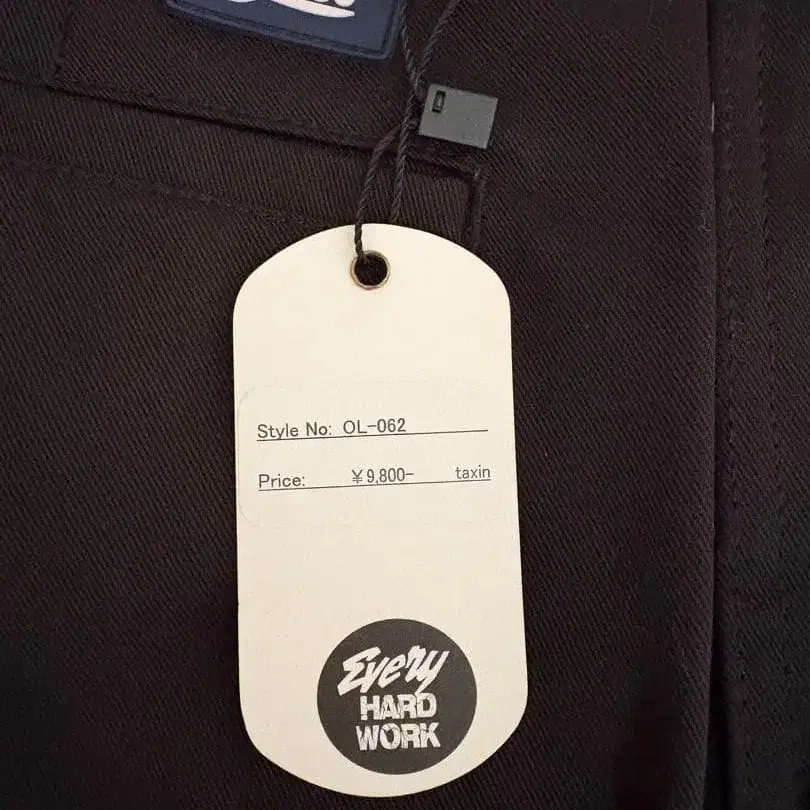 Style No: OL-062
Price: ¥9,800- taxin
Every
HARD
WORK